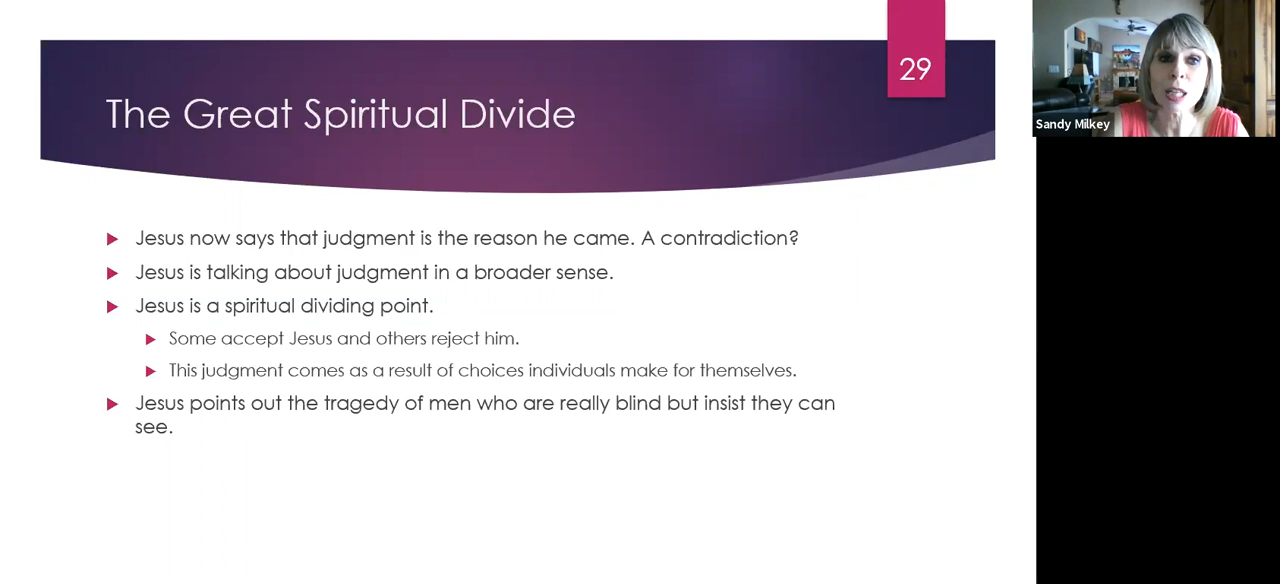 29
The Great Spiritual Divide
Sandy Milkey
Jesus now says that judgment is the reason he came. A contradiction?
Jesus is talking about judgment in a broader sense.
Jesus is a spiritual dividing point.
Some accept Jesus and others reject him.
This judgment comes as a result of choices individuals make for themselves.
Jesus points out the tragedy of men who are really blind but insist they can
see.